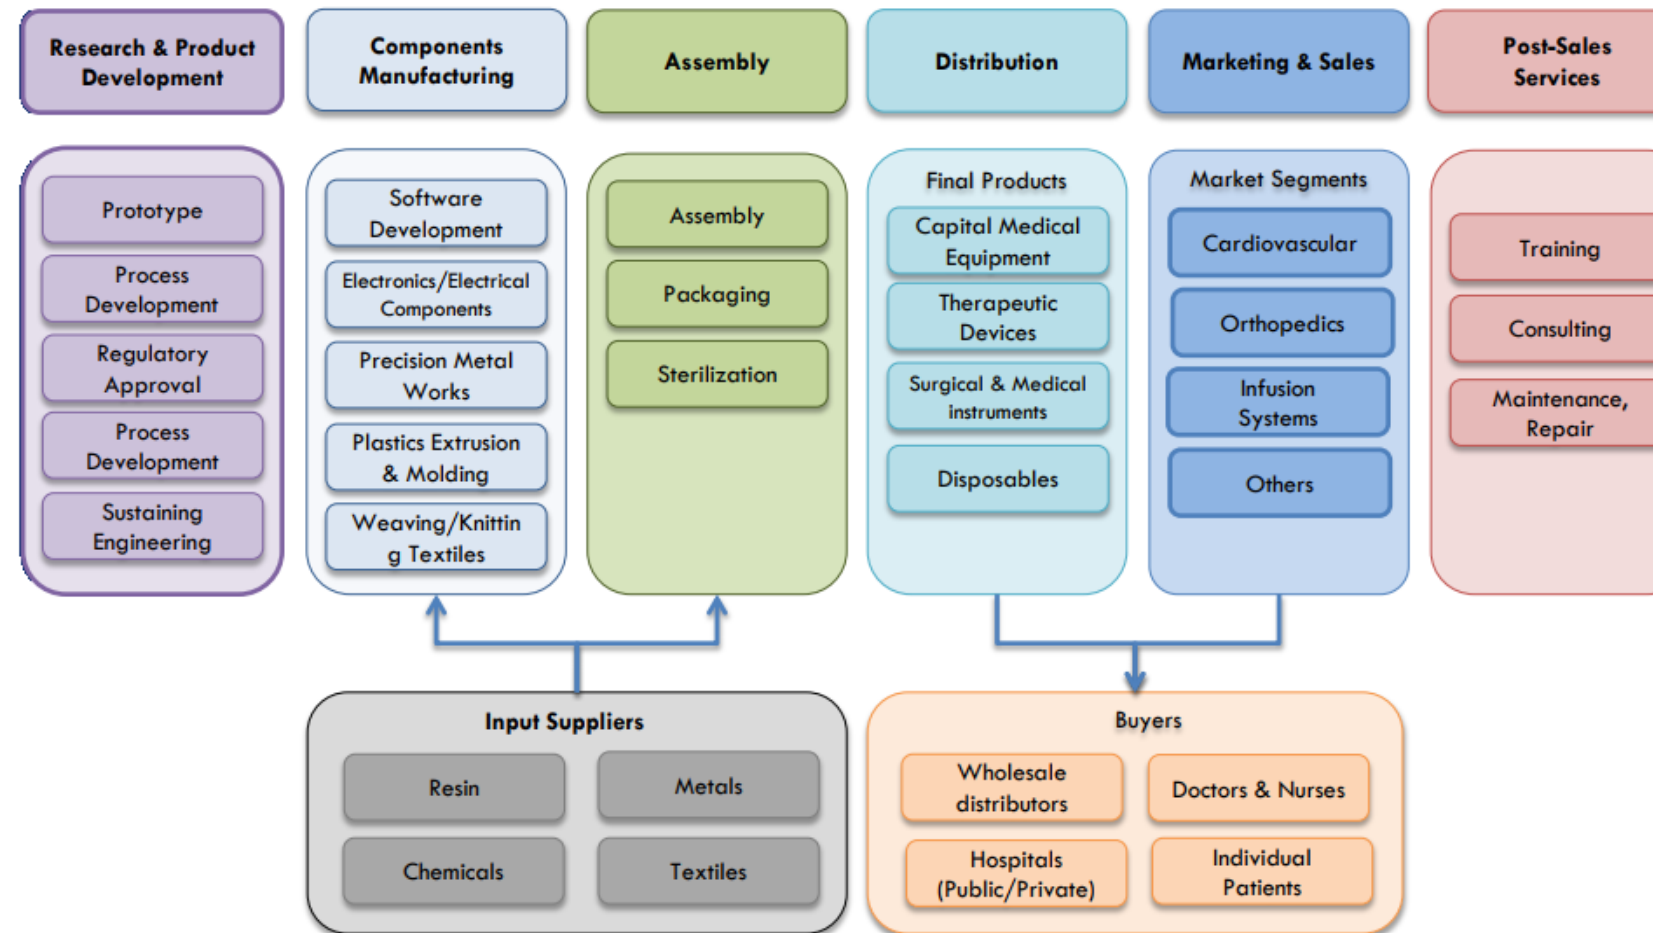 Research & Product
Development
Components
Manufacturing
Assembly
Distribution
Marketing & Sales
Post-Sales
Services
Prototype
Process
Development
Regulatory
Approval
Process
Development
Sustaining
Engineering
Software
Development
Electronics/Electrical
Components
Precision Metal
Works
Plastics Extrusion
& Molding
Weaving/Knittin
g Textiles
Assembly
Packaging
Sterilization
Final Products
Capital Medical
Equipment
Therapeutic
Devices
Surgical & Medical
instruments
Disposables
Market Segments
Cardiovascular
Orthopedics
Infusion
Systems
Others
Training
Consulting
Maintenance,
Repair
Input Suppliers
Resin
Metals
Chemicals
Textiles
Buyers
Wholesale
distributors
Doctors & Nurses
Hospitals
(Public/Private)
Individual
Patients